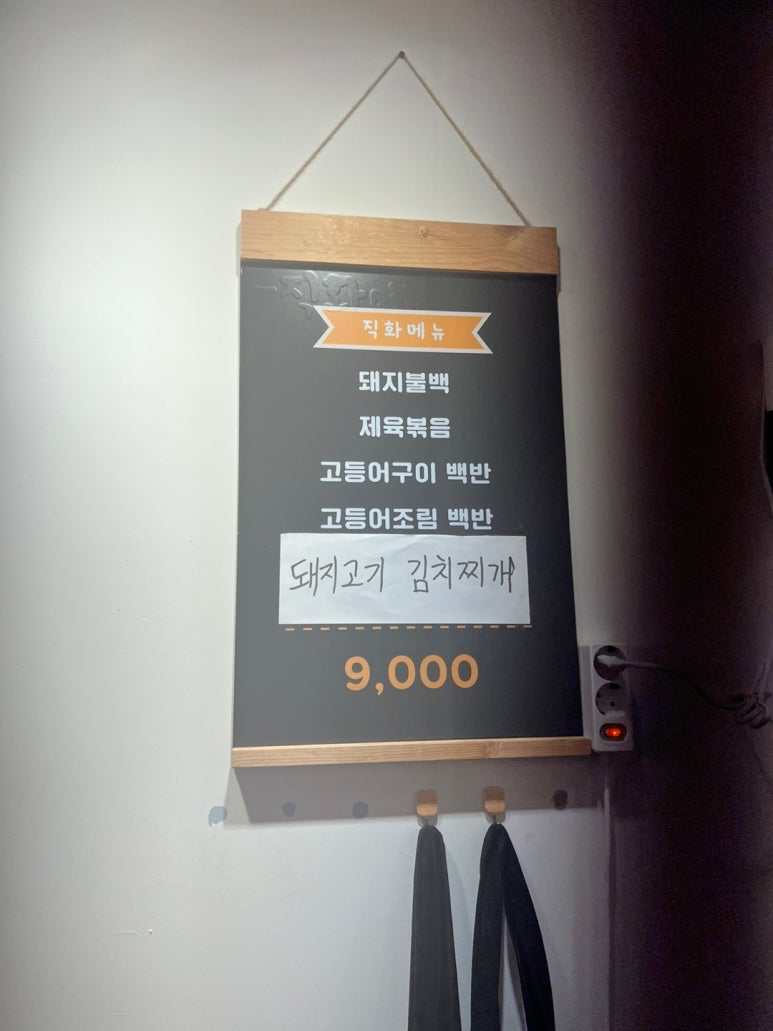 직화메뉴
돼지불백
제육볶음
고등어구이 백반
고등어조림 백반
돼지고기 김치찌개
9,000